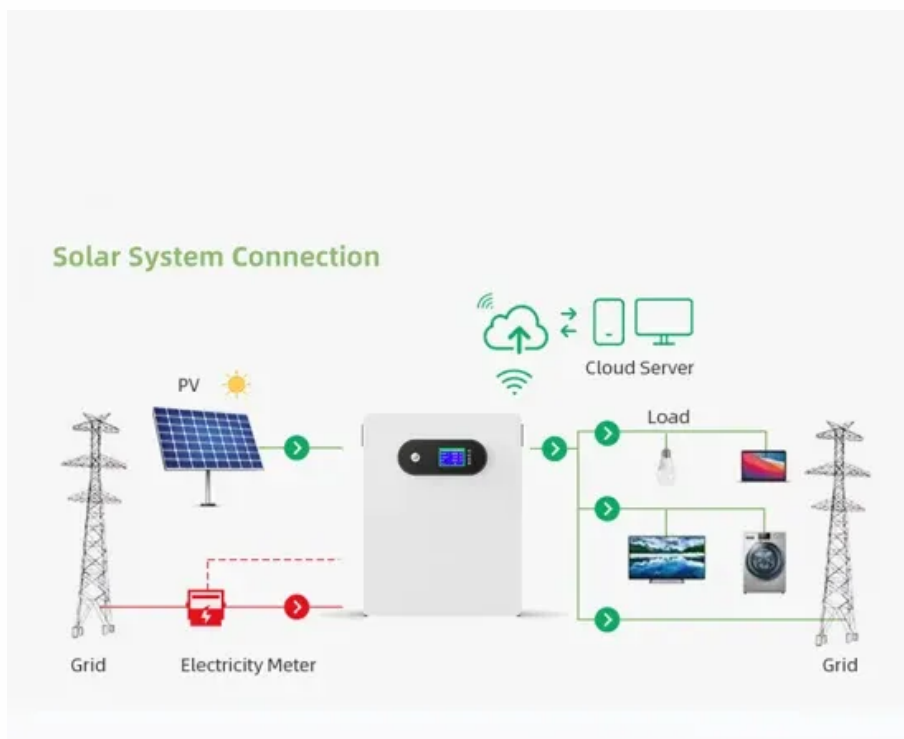 Solar System Connection
Cloud Server
PV
Load
Grid
Electricity Meter
Grid